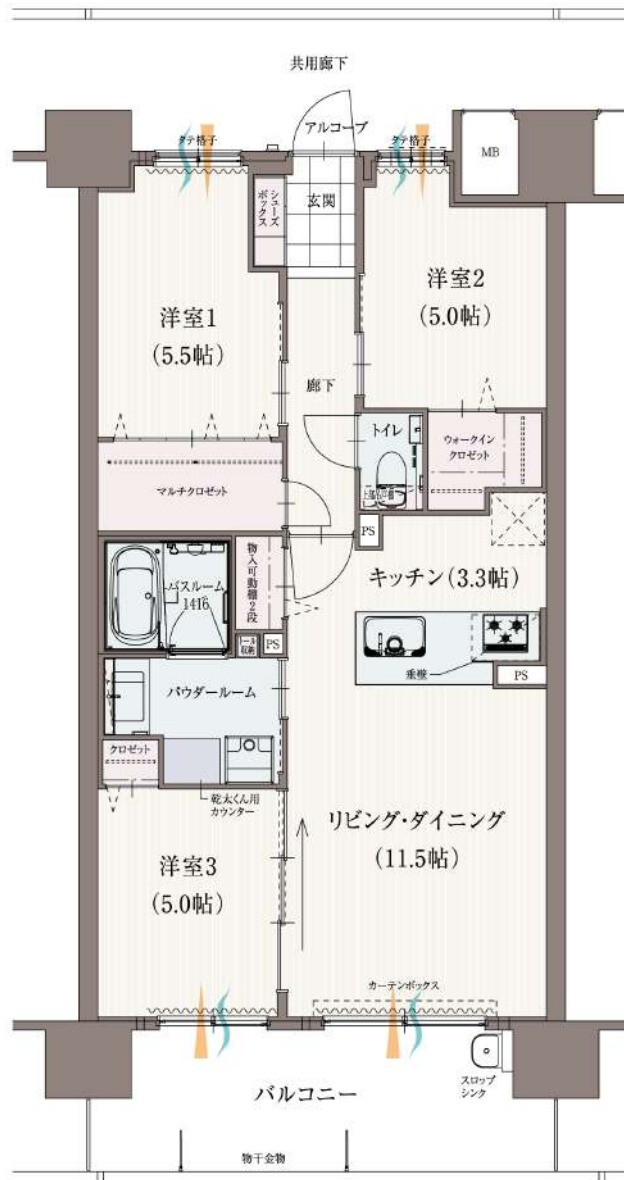 共用廊下
タテ格子
アルコーブ
タテ格子
MB
シューズ
ボックス
玄関
洋室1
(5.5帖)
洋室2
(5.0帖)
廊下
トイレ
ウォークイン
クロゼット
マルチクロゼット
PS
物入可動棚2段
キッチン(3.3帖)
バスルーム
1416
PS
垂壁
PS
パウダールーム
クロゼット
乾太くん用
カウンター
リビング・ダイニング
(11.5帖)
洋室3
(5.0帖)
カーテンボックス
バルコニー
スロップ
シンク
物干金物